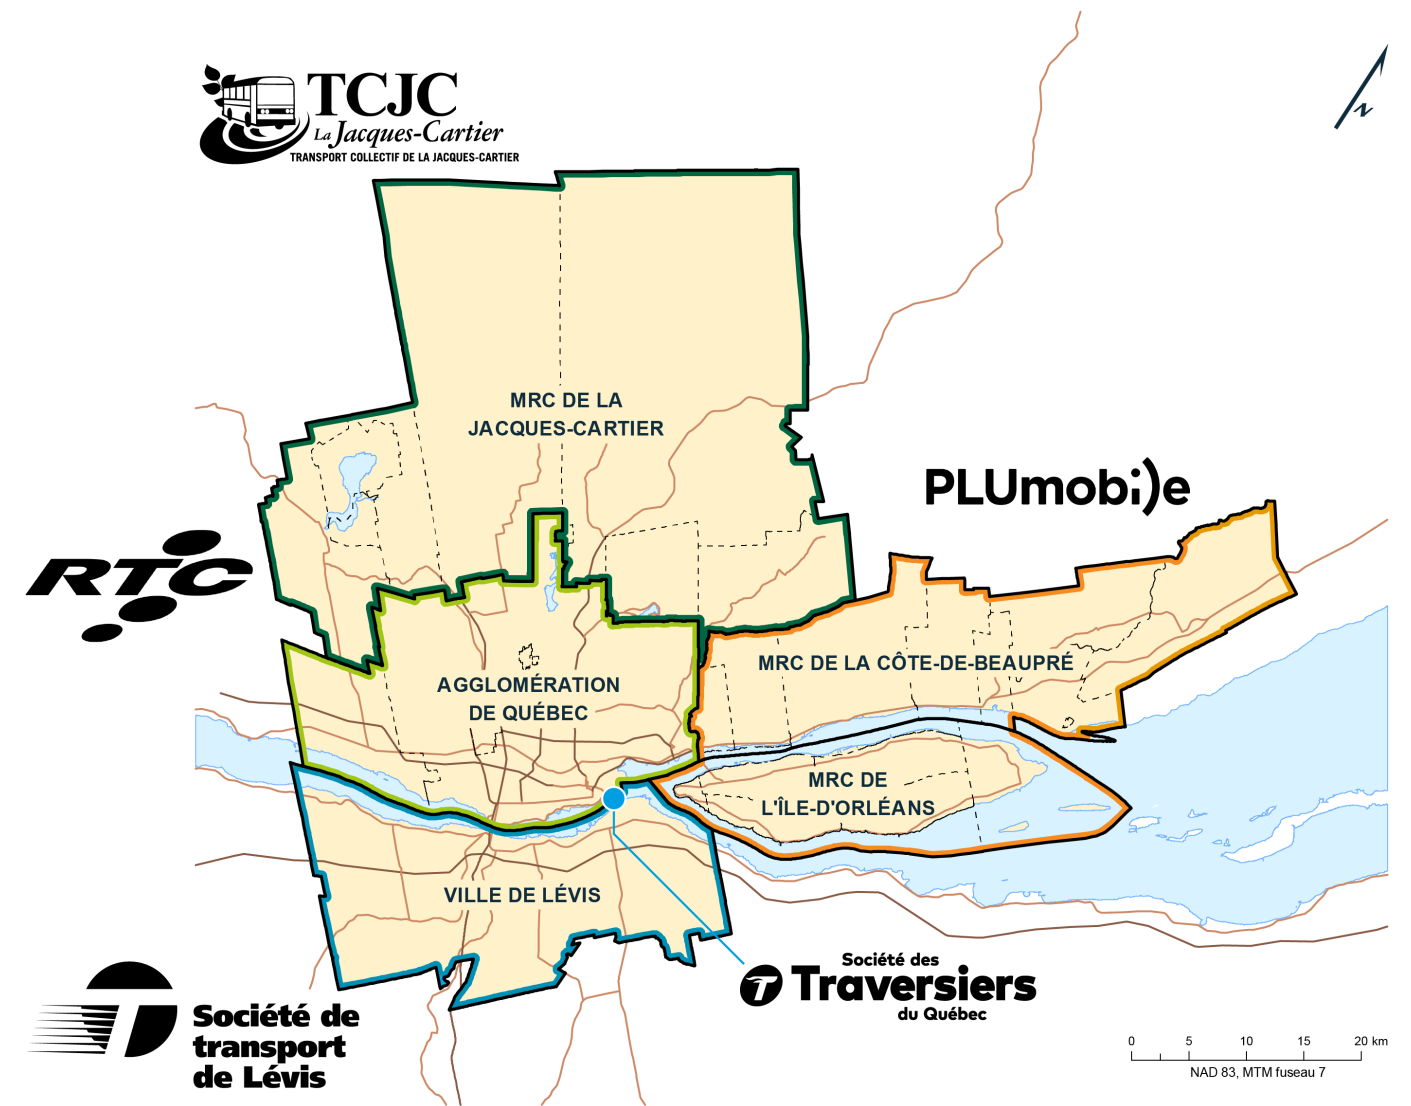 TCJC
La Jacques-Cartier
TRANSPORT COLLECTIF DE LA JACQUES-CARTIER
N
MRC DE LA
JACQUES-CARTIER
PLUmobile
RTC
MRC DE LA CÔTE-DE-BEAUPRÉ
AGGLOMÉRATION
DE QUÉBEC
MRC DE
L'ÎLE-D'ORLÉANS
VILLE DE LÉVIS
Société des
Traversiers
du Québec
T
Société de
transport
de Lévis
0 5 10 15 20 km
NAD 83, MTM fuseau 7